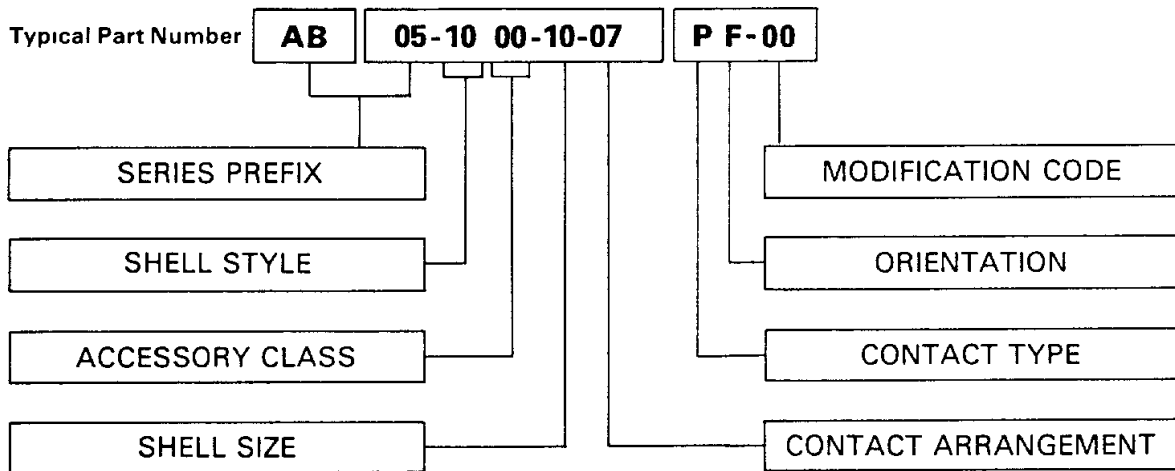 Typical Part Number AB 05-10 00-10-07 P F-00
SERIES PREFIX
MODIFICATION CODE
SHELL STYLE
ORIENTATION
ACCESSORY CLASS
CONTACT TYPE
SHELL SIZE
CONTACT ARRANGEMENT